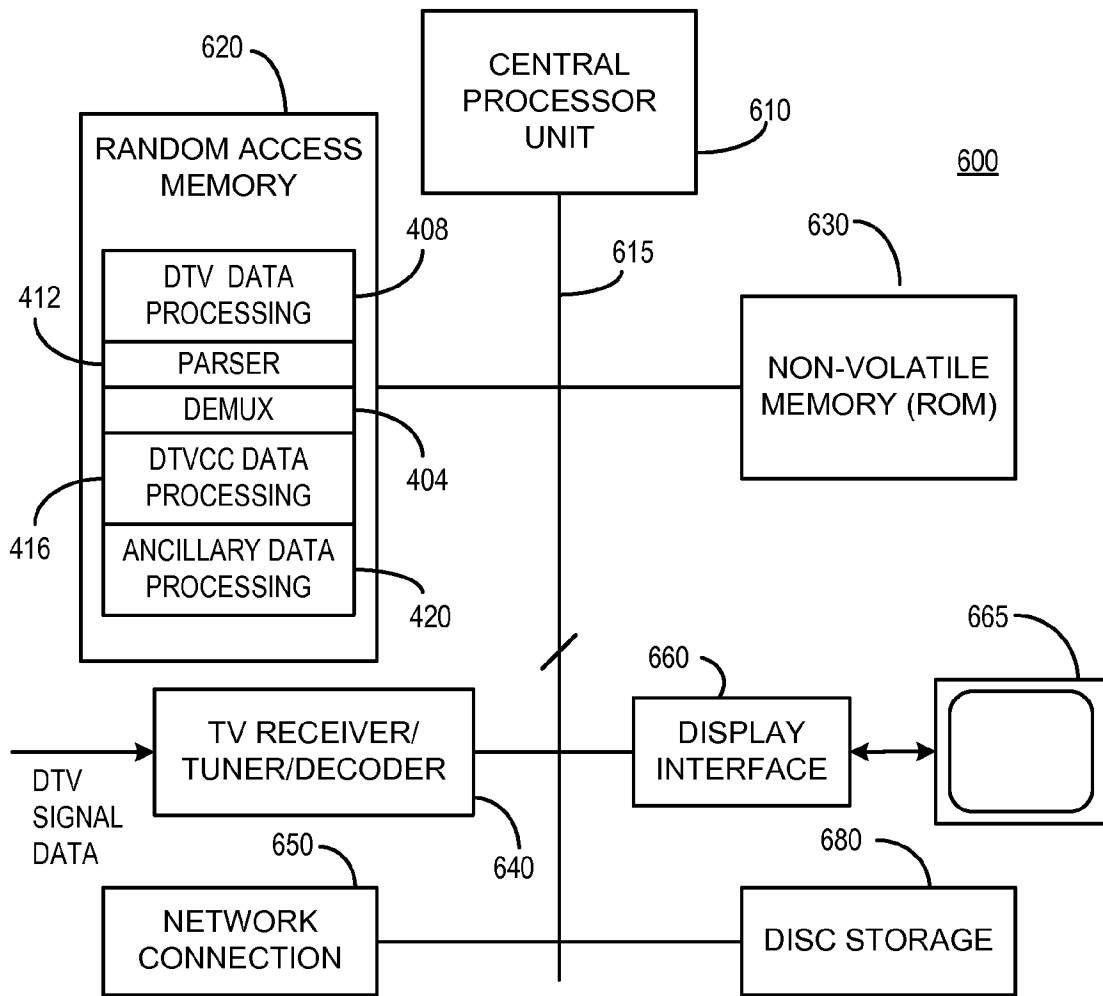 620
CENTRAL
PROCESSOR
UNIT
610
RANDOM ACCESS
MEMORY
600
408
630
615
DTV DATA
PROCESSING
412
PARSER
NON-VOLATILE
MEMORY (ROM)
DEMUX
DTVCC DATA
PROCESSING
404
416
ANCILLARY DATA
PROCESSING
420
660
665
TV RECEIVER/
TUNER/DECODER
DISPLAY
INTERFACE
DTV
SIGNAL
DATA
650
640
680
NETWORK
CONNECTION
DISC STORAGE